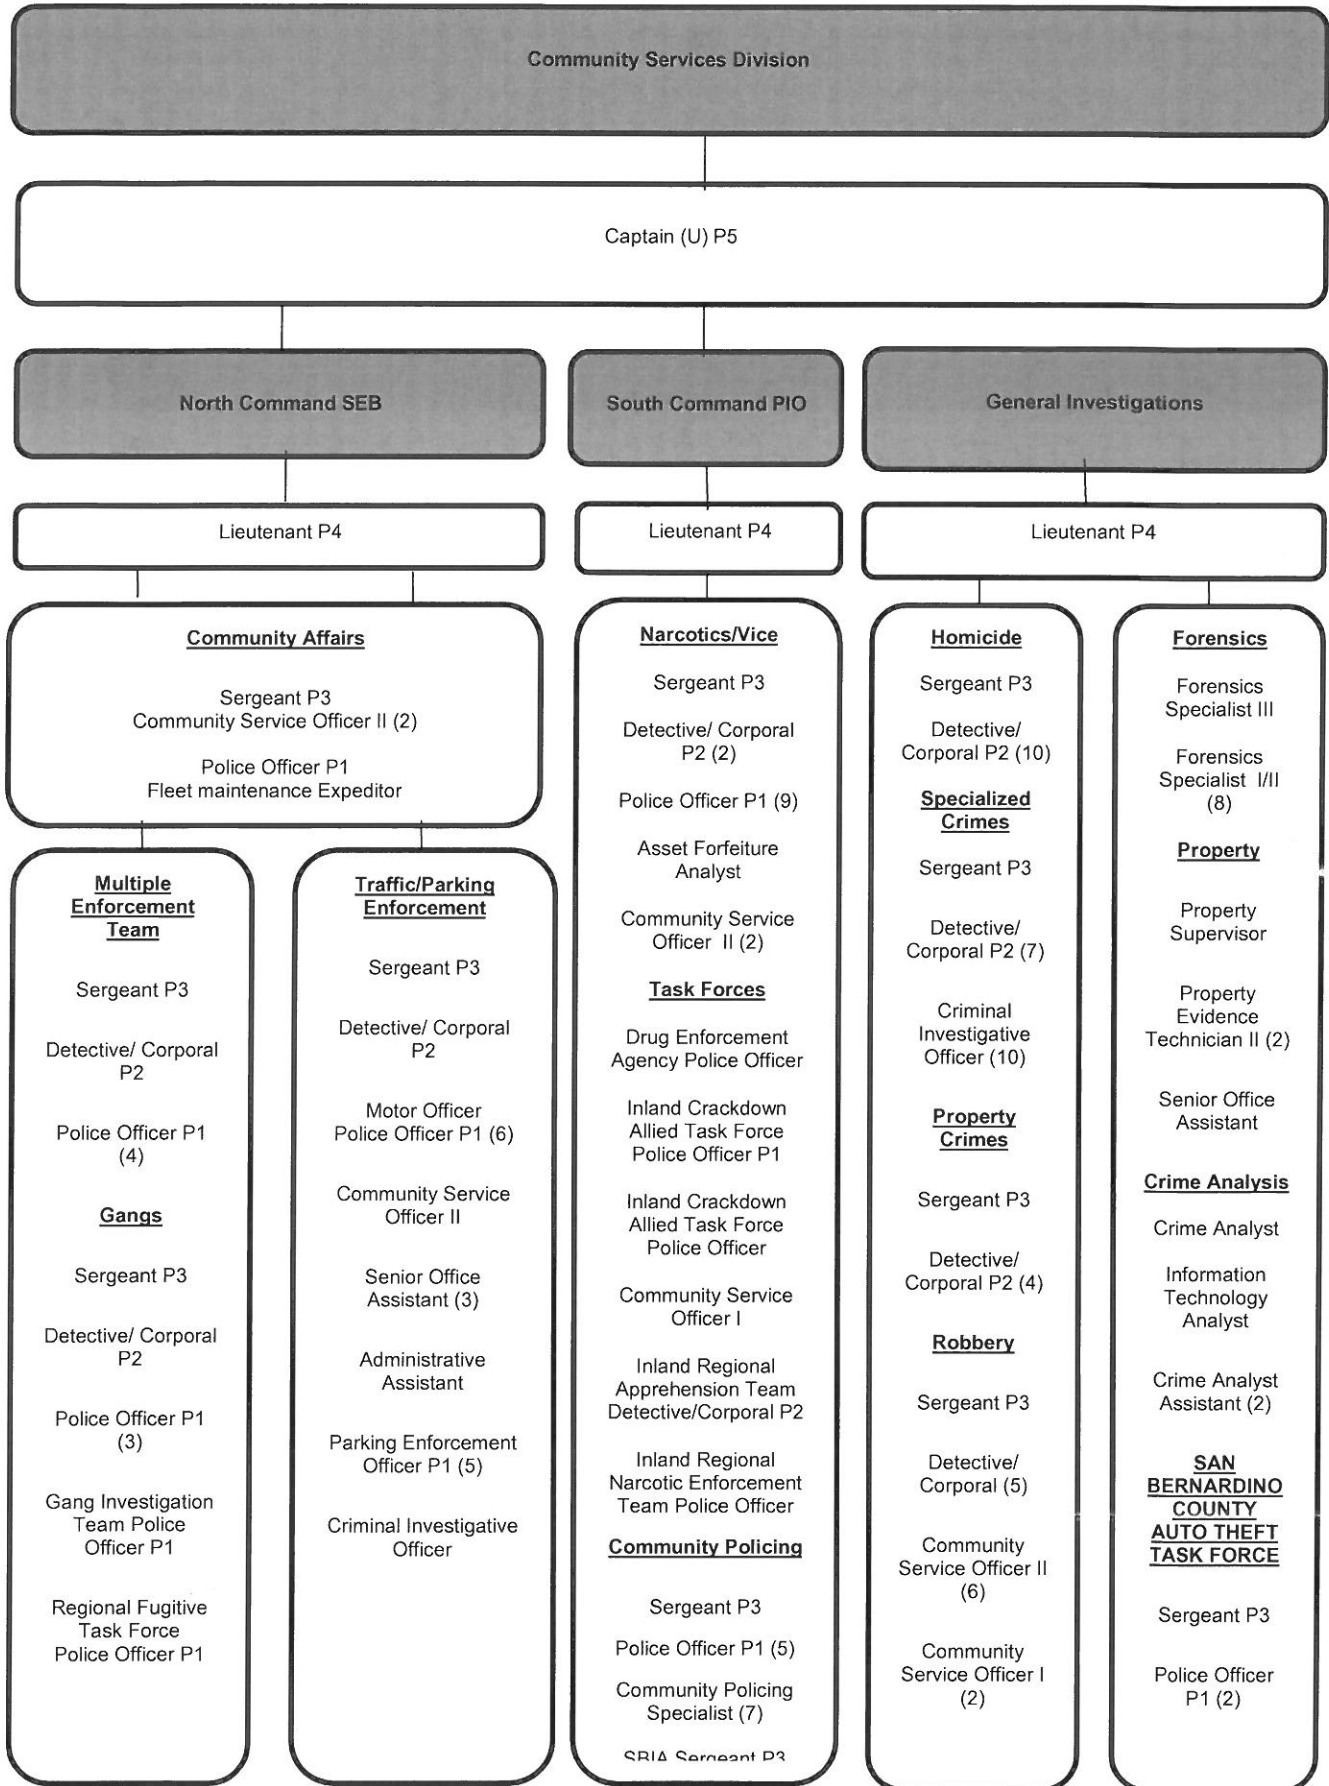 Community Services Division
Captain (U) P5
North Command SEB
South Command PIO
General Investigations
Lieutenant P4
Lieutenant P4
Lieutenant P4
Community Affairs
Sergeant P3
Community Service Officer II (2)
Police Officer P1
Fleet maintenance Expeditor
Multiple
Enforcement
Team
Sergeant P3
Detective/ Corporal
P2
Police Officer P1
(4)
Gangs
Sergeant P3
Detective/ Corporal
P2
Police Officer P1
(3)
Gang Investigation
Team Police
Officer P1
Regional Fugitive
Task Force
Police Officer P1
Traffic/Parking
Enforcement
Sergeant P3
Detective/ Corporal
P2
Motor Officer
Police Officer P1 (6)
Community Service
Officer II
Senior Office
Assistant (3)
Administrative
Assistant
Parking Enforcement
Officer P1 (5)
Criminal Investigative
Officer
Narcotics/Vice
Sergeant P3
Detective/ Corporal
P2 (2)
Police Officer P1 (9)
Asset Forfeiture
Analyst
Community Service
Officer II (2)
Task Forces
Drug Enforcement
Agency Police Officer
Inland Crackdown
Allied Task Force
Police Officer P1
Inland Crackdown
Allied Task Force
Police Officer
Community Service
Officer I
Inland Regional
Apprehension Team
Detective/Corporal P2
Inland Regional
Narcotic Enforcement
Team Police Officer
Community Policing
Sergeant P3
Police Officer P1 (5)
Community Policing
Specialist (7)
SBIA Sergeant P3
Homicide
Sergeant P3
Detective/
Corporal P2 (10)
Specialized
Crimes
Sergeant P3
Detective/
Corporal P2 (7)
Criminal
Investigative
Officer (10)
Property
Crimes
Sergeant P3
Detective/
Corporal P2 (4)
Robbery
Sergeant P3
Detective/
Corporal (5)
Community
Service Officer II
(6)
Community
Service Officer I
(2)
Forensics
Forensics
Specialist III
Forensics
Specialist I/II
(8)
Property
Property
Supervisor
Property
Evidence
Technician II (2)
Senior Office
Assistant
Crime Analysis
Crime Analyst
Information
Technology
Analyst
Crime Analyst
Assistant (2)
SAN
BERNARDINO
COUNTY
AUTO THEFT
TASK FORCE
Sergeant P3
Police Officer
P1 (2)